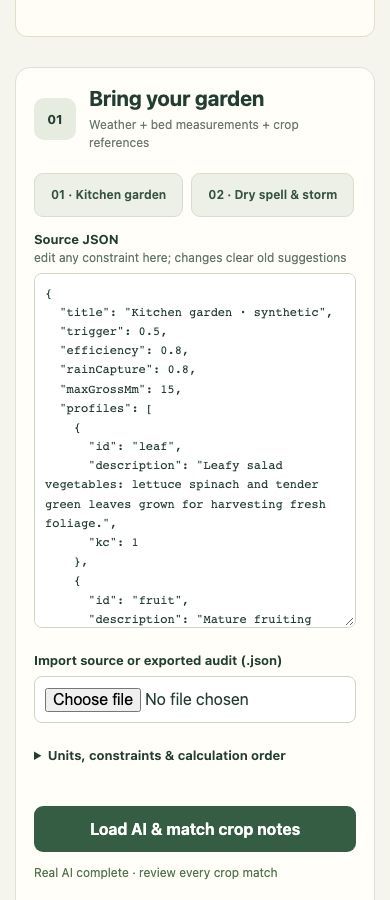 01
Bring your garden
Weather + bed measurements + crop
references
01 · Kitchen garden
02 · Dry spell & storm
Source JSON
edit any constraint here; changes clear old suggestions
{
"title": "Kitchen garden · synthetic",
"trigger": 0.5,
"efficiency": 0.8,
"rainCapture": 0.8,
"maxGrossMm": 15,
"profiles": [
{
"id": "leaf",
"description": "Leafy salad
vegetables: lettuce spinach and tender
green leaves grown for harvesting fresh
foliage.",
"kc": 1
},
{
"id": "fruit",
"description": "Mature fruiting
Import source or exported audit (.json)
Choose file No file chosen
Units, constraints & calculation order
Load AI & match crop notes
Real AI complete · review every crop match